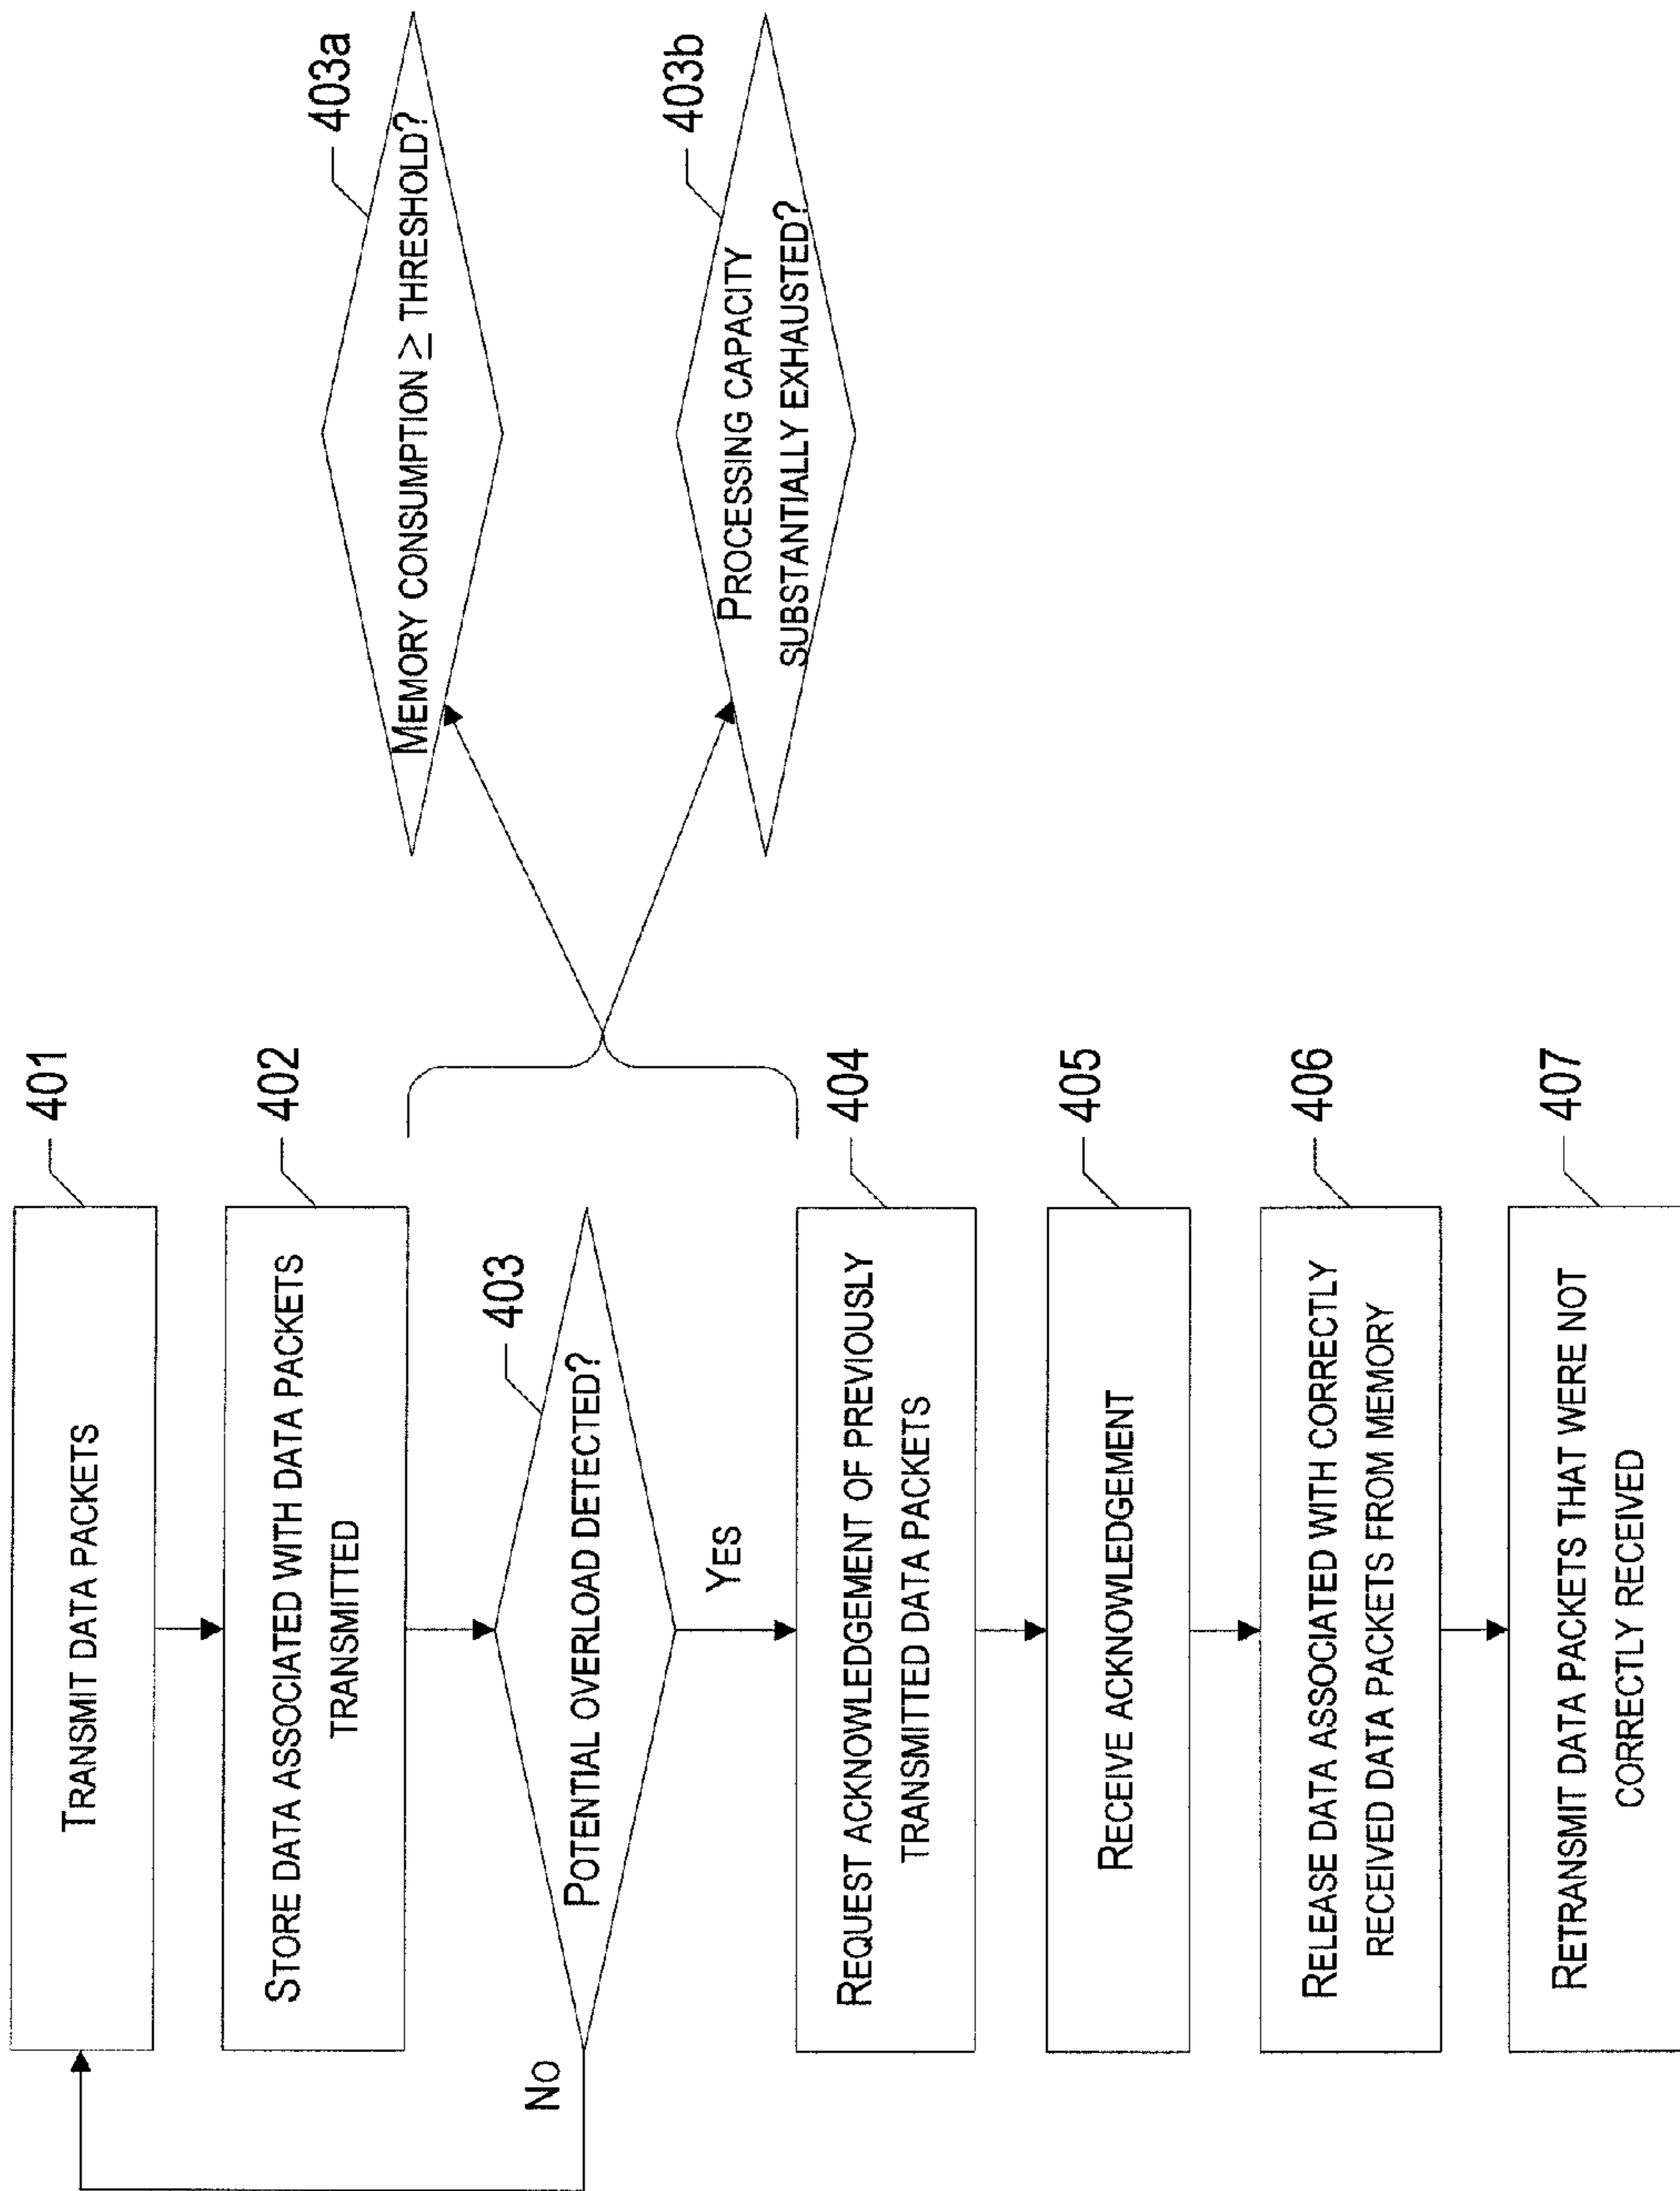 401
TRANSMIT DATA PACKETS
402
STORE DATA ASSOCIATED WITH DATA PACKETS
TRANSMITTED
403
POTENTIAL OVERLOAD DETECTED?
NO
YES
403a
MEMORY CONSUMPTION ≥ THRESHOLD?
403b
PROCESSING CAPACITY
SUBSTANTIALLY EXHAUSTED?
404
REQUEST ACKNOWLEDGEMENT OF PREVIOUSLY
TRANSMITTED DATA PACKETS
405
RECEIVE ACKNOWLEDGEMENT
406
RELEASE DATA ASSOCIATED WITH CORRECTLY
RECEIVED DATA PACKETS FROM MEMORY
407
RETRANSMIT DATA PACKETS THAT WERE NOT
CORRECTLY RECEIVED